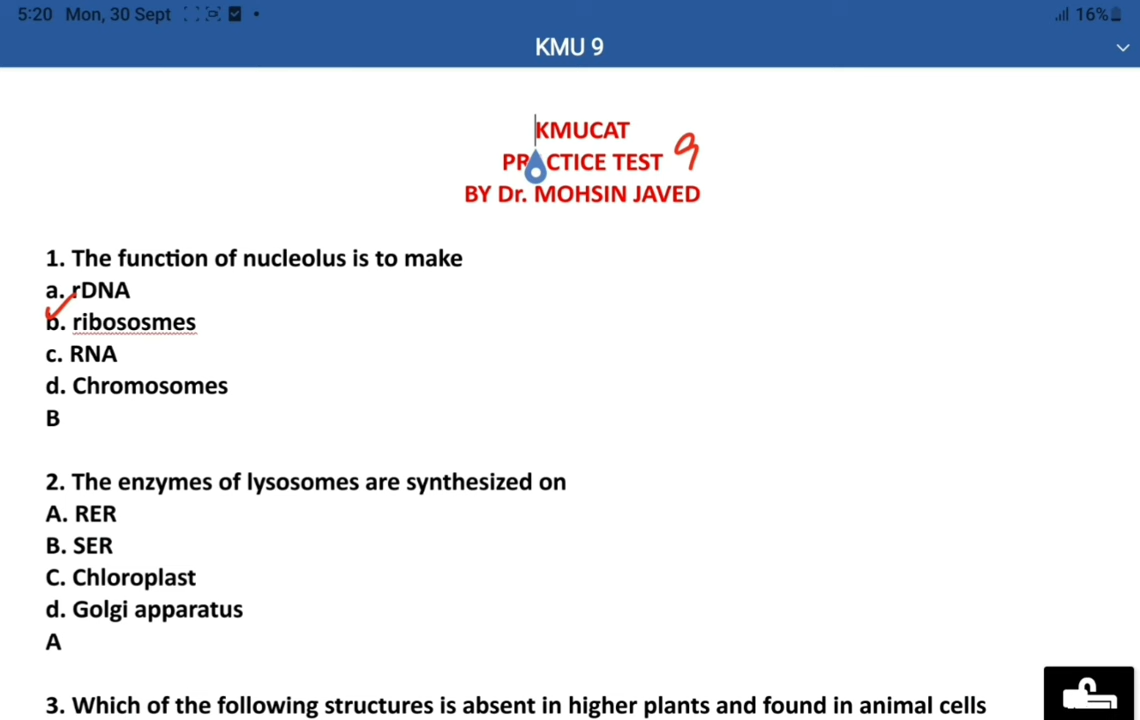 5:20 Mon, 30 Sept
16%
KMU 9
KMUCAT
PRACTICE TEST 9
BY Dr. MOHSIN JAVED
1. The function of nucleolus is to make
a. rDNA
b. ribososmes
c. RNA
d. Chromosomes
B
2. The enzymes of lysosomes are synthesized on
A. RER
B. SER
C. Chloroplast
d. Golgi apparatus
A
3. Which of the following structures is absent in higher plants and found in animal cells